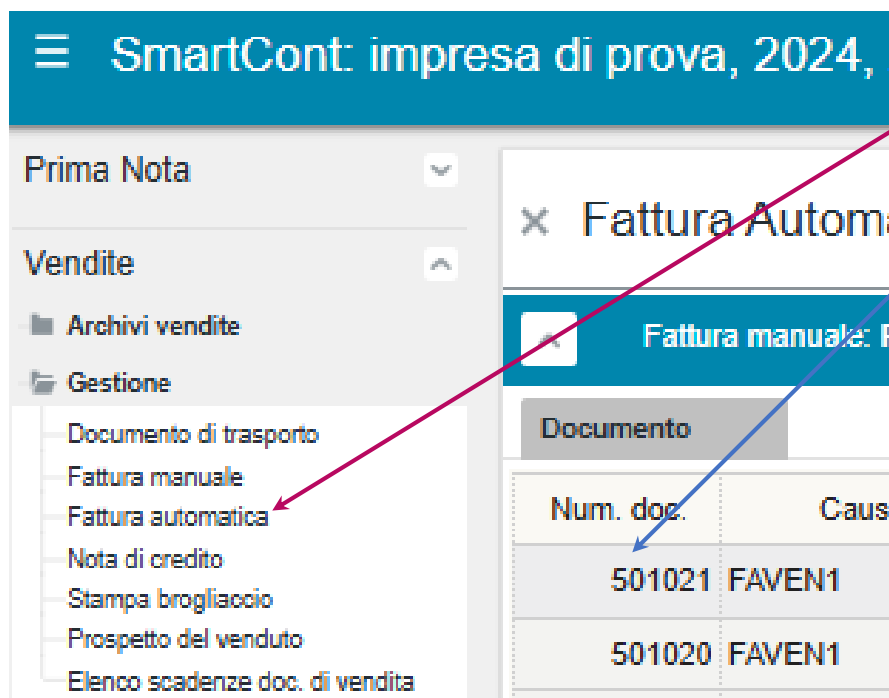 SmartCont: impresa di prova, 2024,
Prima Nota
Vendite
Archivi vendite
Gestione
Documento di trasporto
Fattura manuale
Fattura automatica
Nota di credito
Stampa brogliaccio
Prospetto del venduto
Elenco scadenze doc. di vendita
Fattura Automa
Fattura manuale: F
Documento
Num. doc. Caus
501021 FAVEN1
501020 FAVEN1